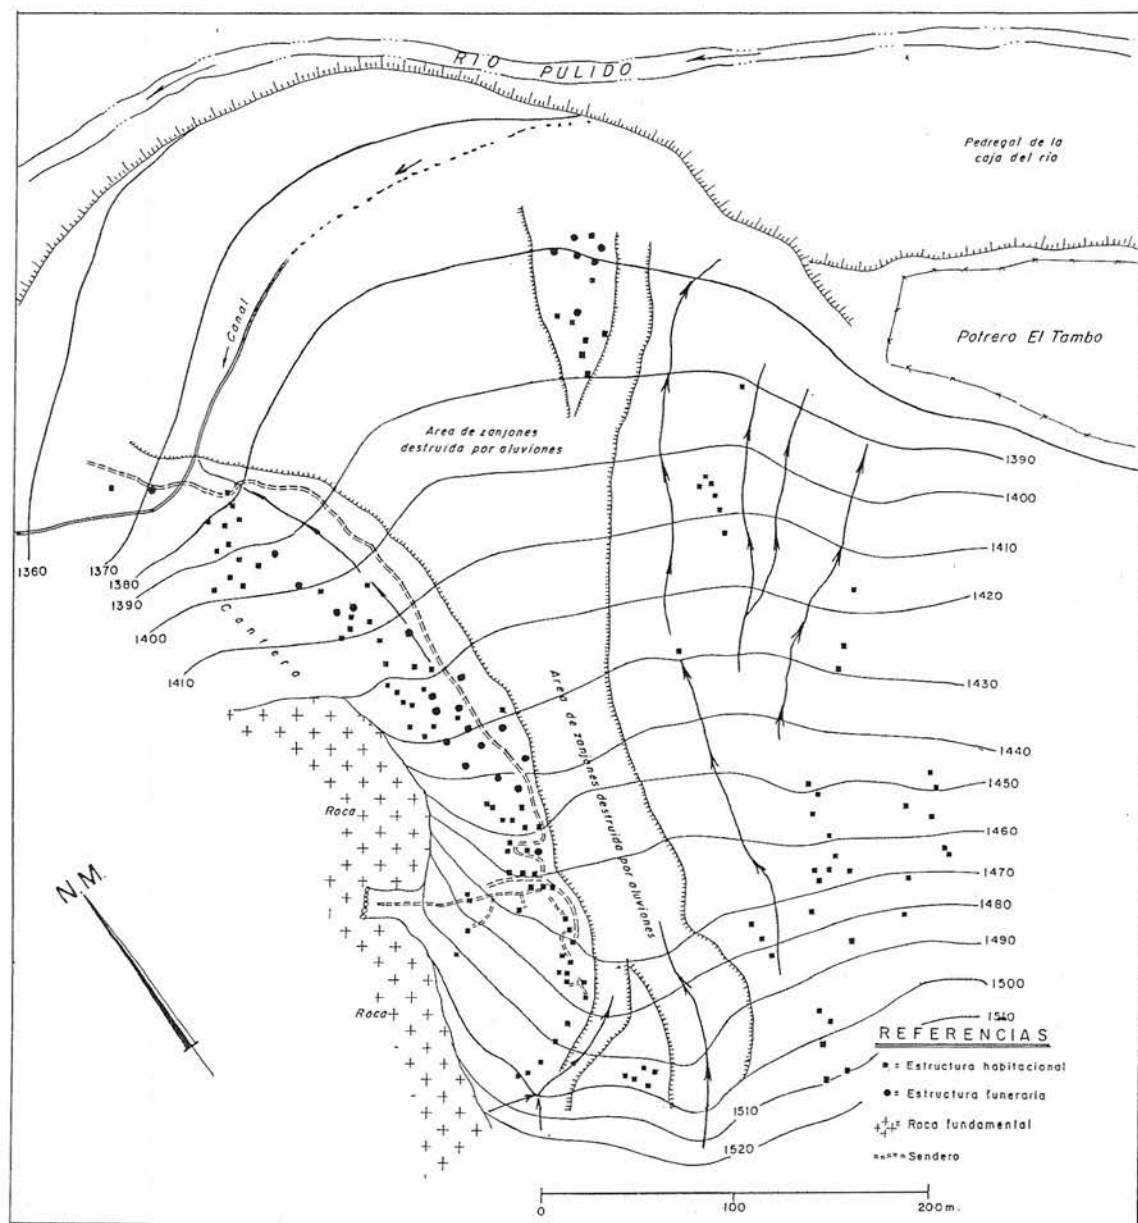 RIO PULIDO
Pedregal de la
caja del río
Potrero El Tambo
Canal
Area de zanjones
destruida por aluviones
1390
1400
1410
1420
1430
1440
1450
1460
1470
1480
1490
1500
1510
1360
1370
1380
1390
1400
1410
Cantera
Area de zanjones destruida por aluviones
Roca
Roca
N.M.
1510
1520
REFERENCIAS
= Estructura habitacional
= Estructura funeraria
= Roca fundamental
= Sendero
0 100 200 m.